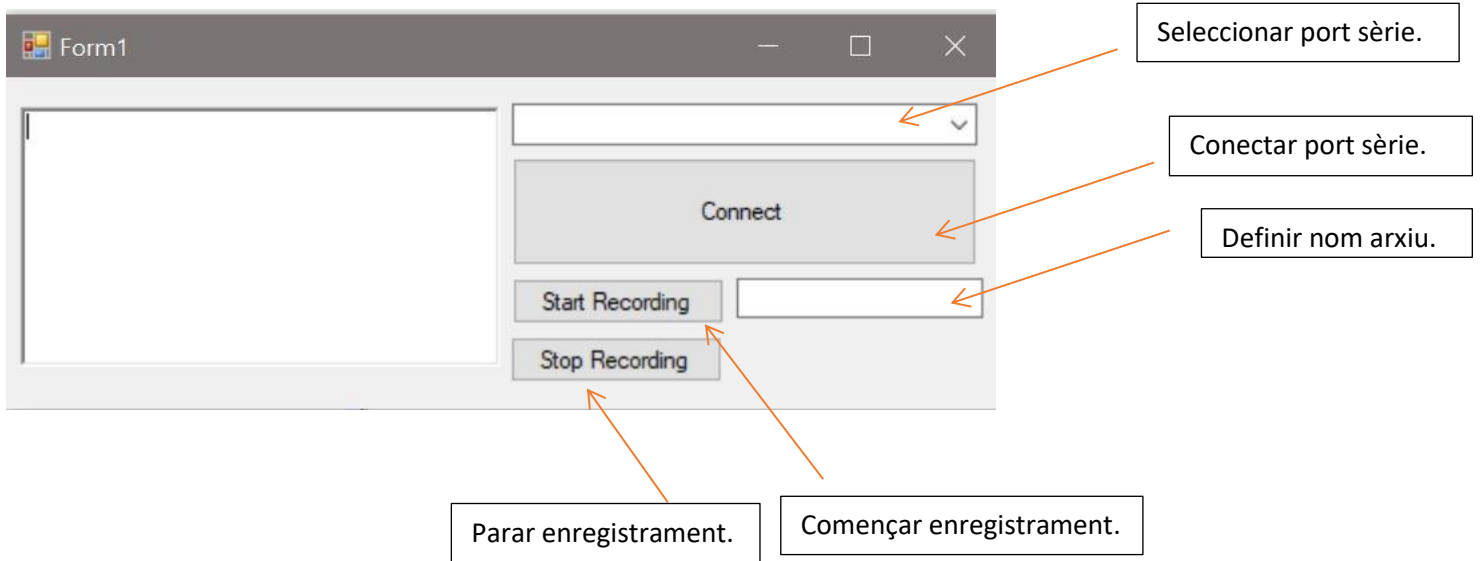 Seleccionar port sèrie.
Form1
Conectar port sèrie.
Connect
Definir nom arxiu.
Start Recording
Stop Recording
Parar enregistrament.
Començar enregistrament.